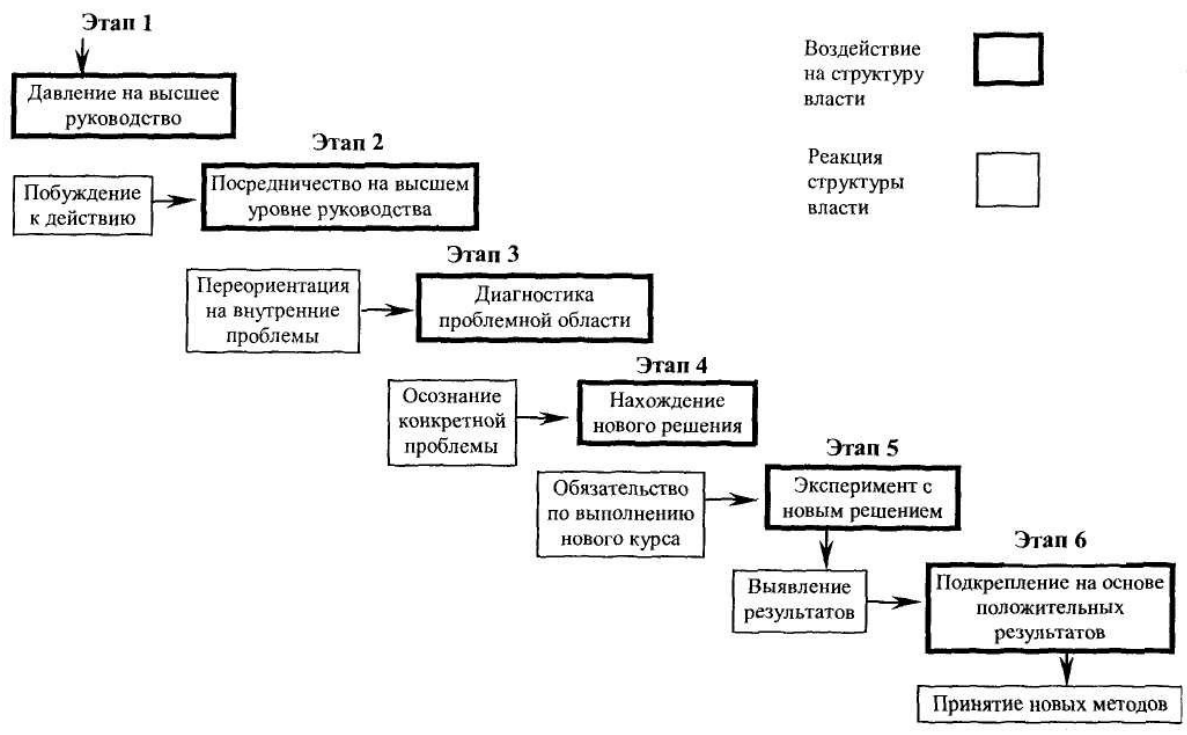 Этап 1
Давление на высшее
руководство
Воздействие
на структуру
власти
Реакция
структуры
власти
Этап 2
Побуждение
к действию
Посредничество на высшем
уровне руководства
Этап 3
Переориентация
на внутренние
проблемы
Диагностика
проблемной области
Этап 4
Осознание
конкретной
проблемы
Нахождение
нового решения
Этап 5
Обязательство
по выполнению
нового курса
Эксперимент с
новым решением
Этап 6
Выявление
результатов
Подкрепление на основе
положительных
результатов
Принятие новых методов